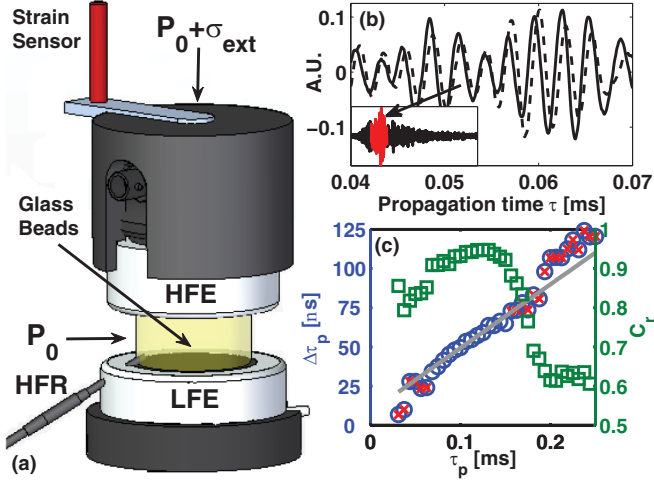 Strain
Sensor
P0+σext
Glass
Beads
HFE
P0
HFR
LFE
(a)
(b)
A.U.
0.1
0
−0.1
0.04
0.05
0.06
0.07
Propagation time τ [ms]
(c)
Δτp [ns]
125
100
75
50
25
0
1
0.9
0.8
0.7
0.6
0.5
Cr
0
0.1
0.2
τp [ms]